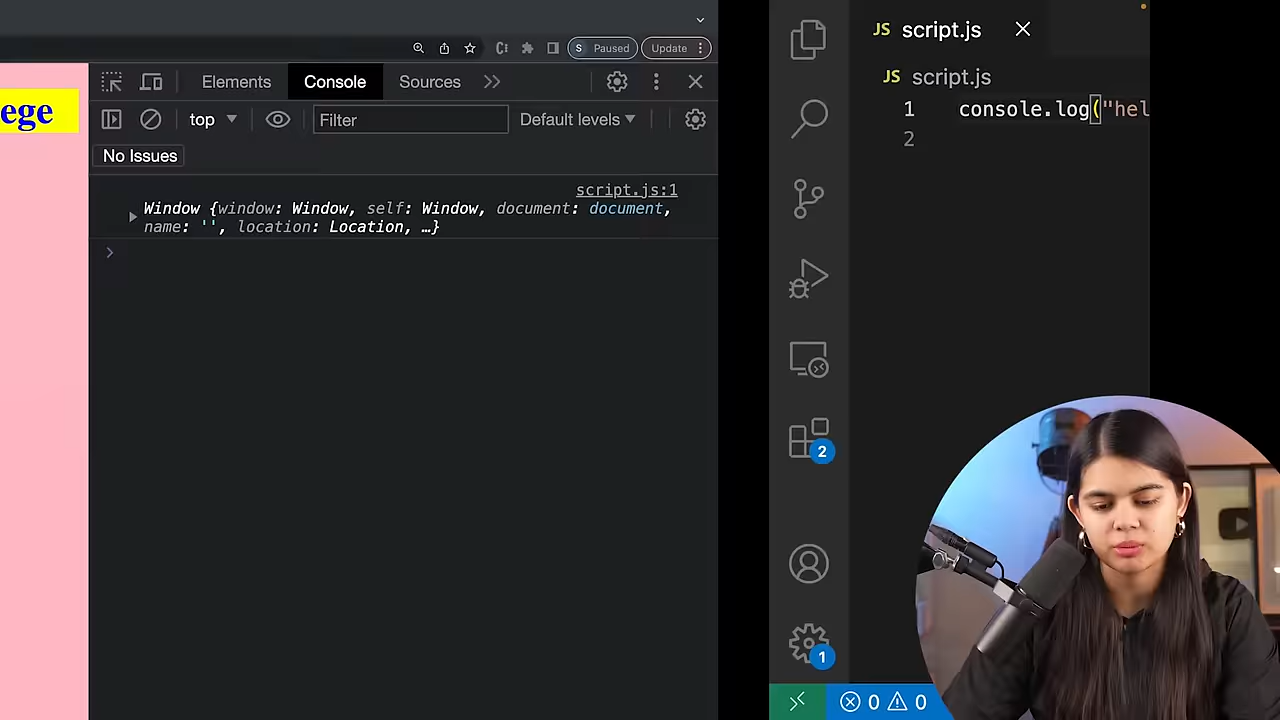 S Paused
Update
Elements
Console
Sources
ege
top
Filter
Default levels
No Issues
script.js:1
Window {window: Window, self: Window, document: document,
name: '', location: Location, …}
JS script.js
JS script.js
1 console.log("hel
2
2
1
0 0